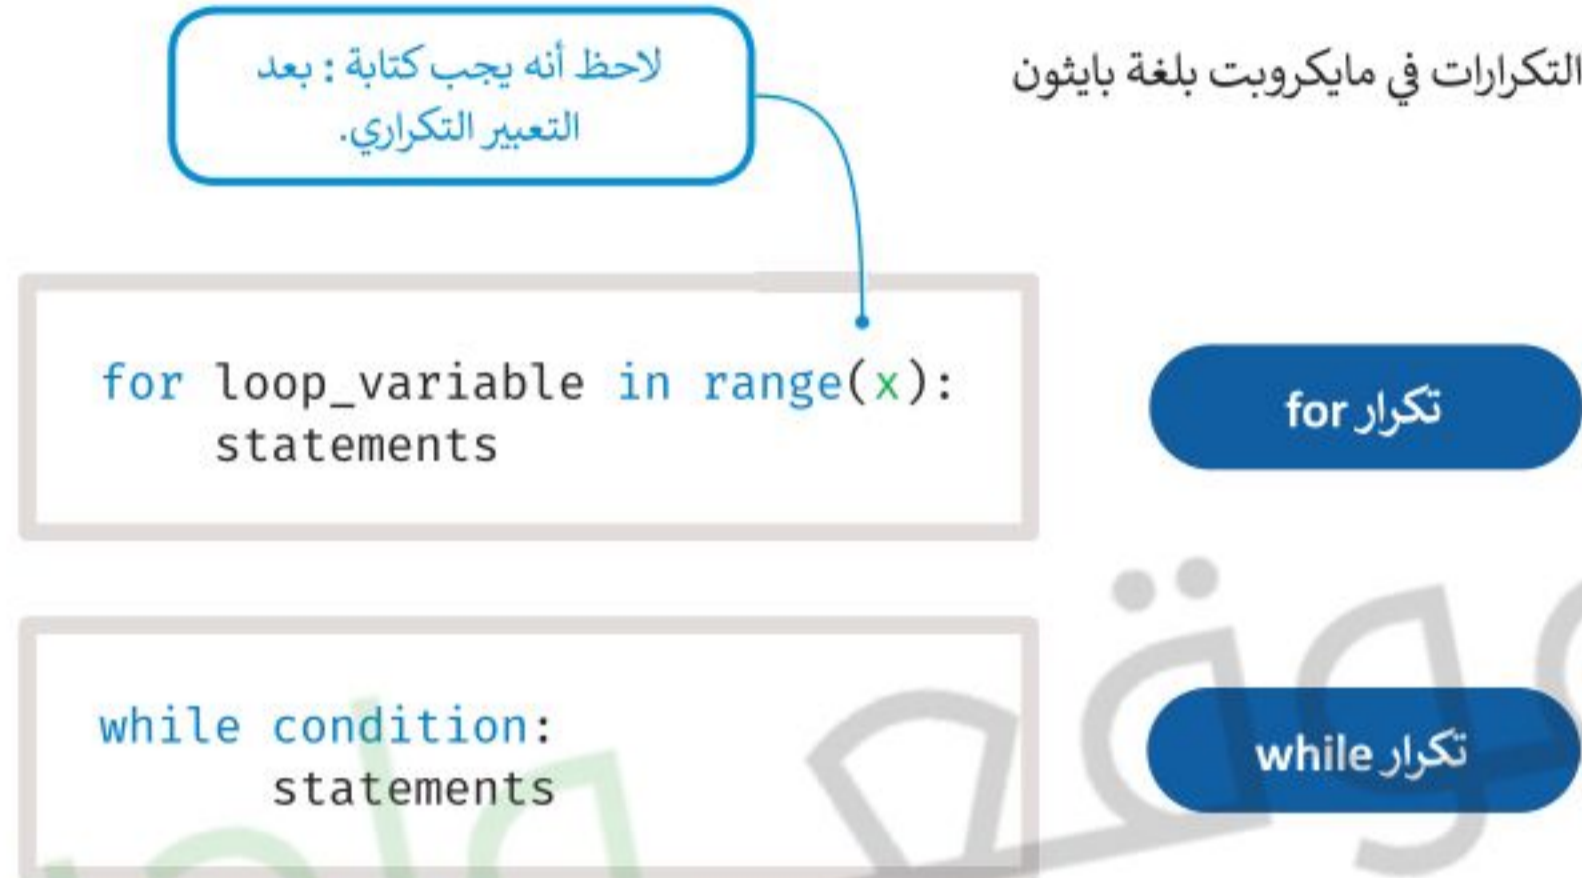 التكرارات في مايكروبت بلغة بايثون
لاحظ أنه يجب كتابة : بعد
التعبير التكراري.
تكرار for
for loop_variable in range(x):
    statements
تكرار while
while condition:
    statements